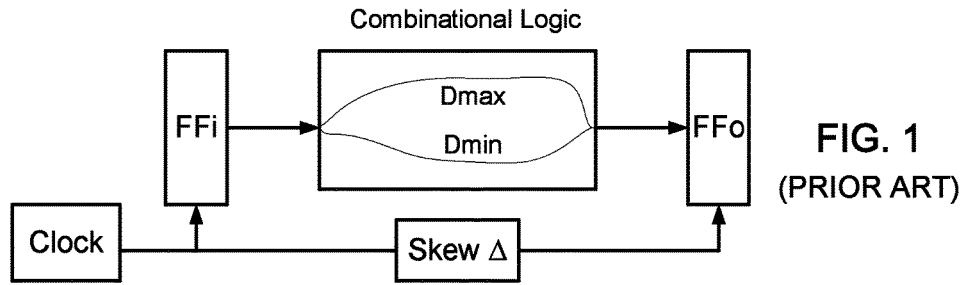 Combinational Logic
FFi
Dmax
Dmin
FFo
FIG. 1
(PRIOR ART)
Clock
Skew Δ